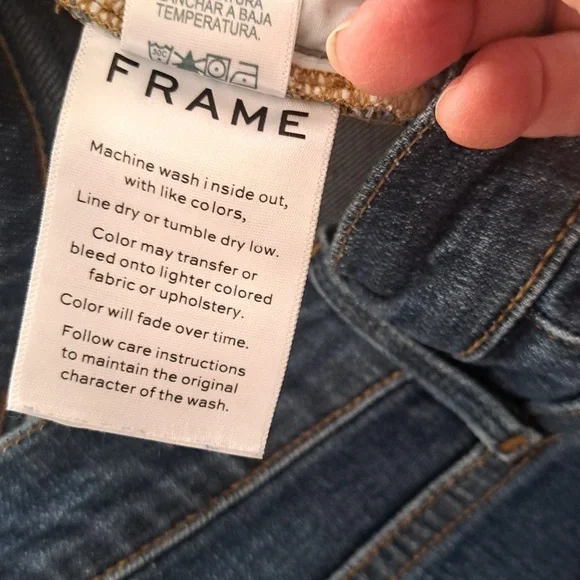 PLANCHAR A BAJA
TEMPERATURA.
30C
FRAME
Machine wash inside out,
with like colors,
Line dry or tumble dry low.
Color may transfer or
bleed onto lighter colored
fabric or upholstery.
Color will fade over time.
Follow care instructions
to maintain the original
character of the wash.